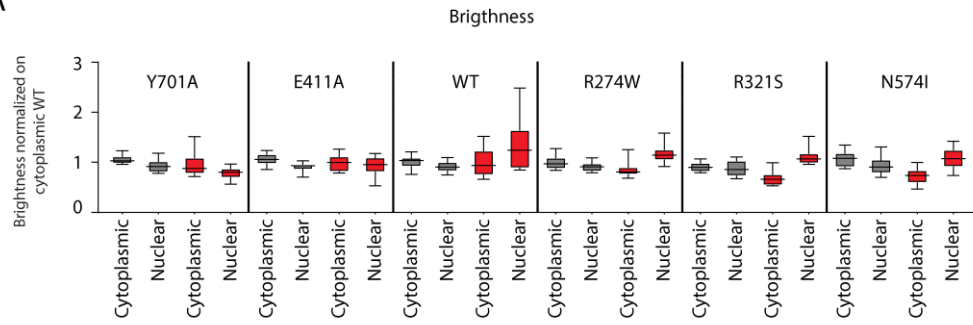 Brigthness
Brightness normalized on
cytoplasmic WT
3
2
1
0
Y701A
E411A
WT
R274W
R321S
N574I
Cytoplasmic
Nuclear
Cytoplasmic
Nuclear
Cytoplasmic
Nuclear
Cytoplasmic
Nuclear
Cytoplasmic
Nuclear
Cytoplasmic
Nuclear
Cytoplasmic
Nuclear
Cytoplasmic
Nuclear
Cytoplasmic
Nuclear
Cytoplasmic
Nuclear
Cytoplasmic
Nuclear
Cytoplasmic
Nuclear